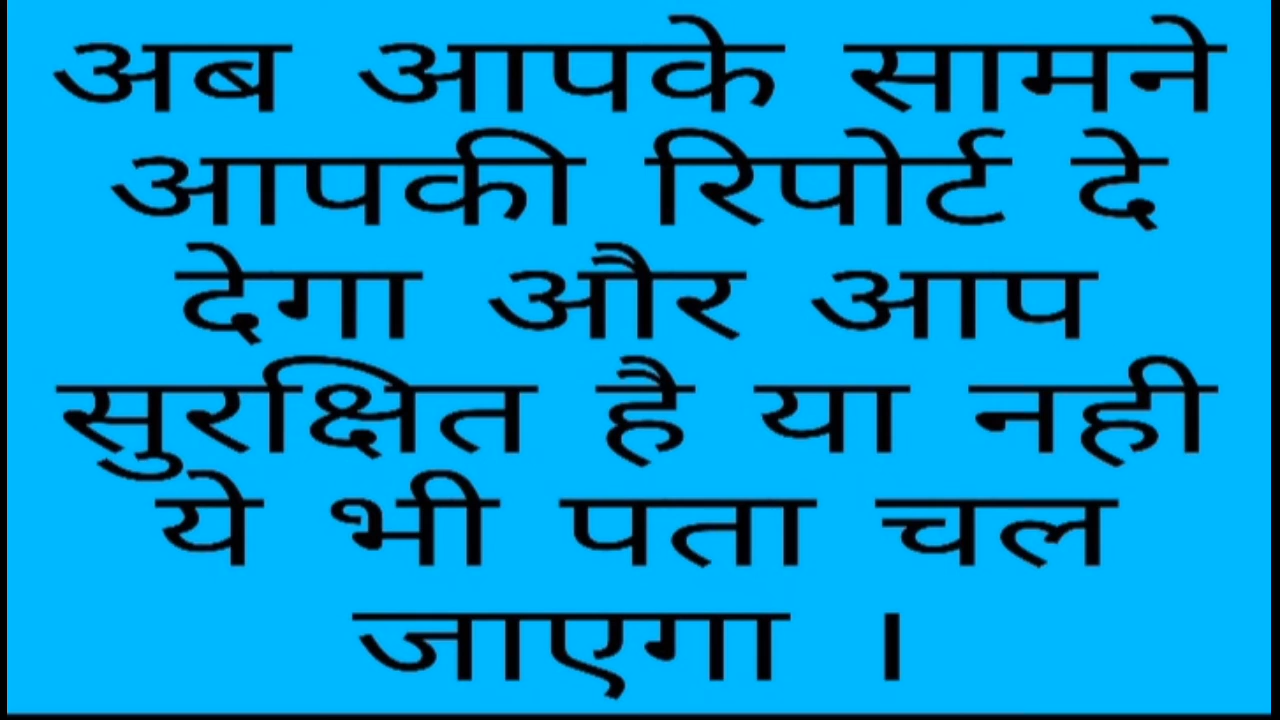 अब आपके सामने
आपकी रिपोर्ट दे
देगा और आप
सुरक्षित है या नही
ये भी पता चल
जाएगा ।